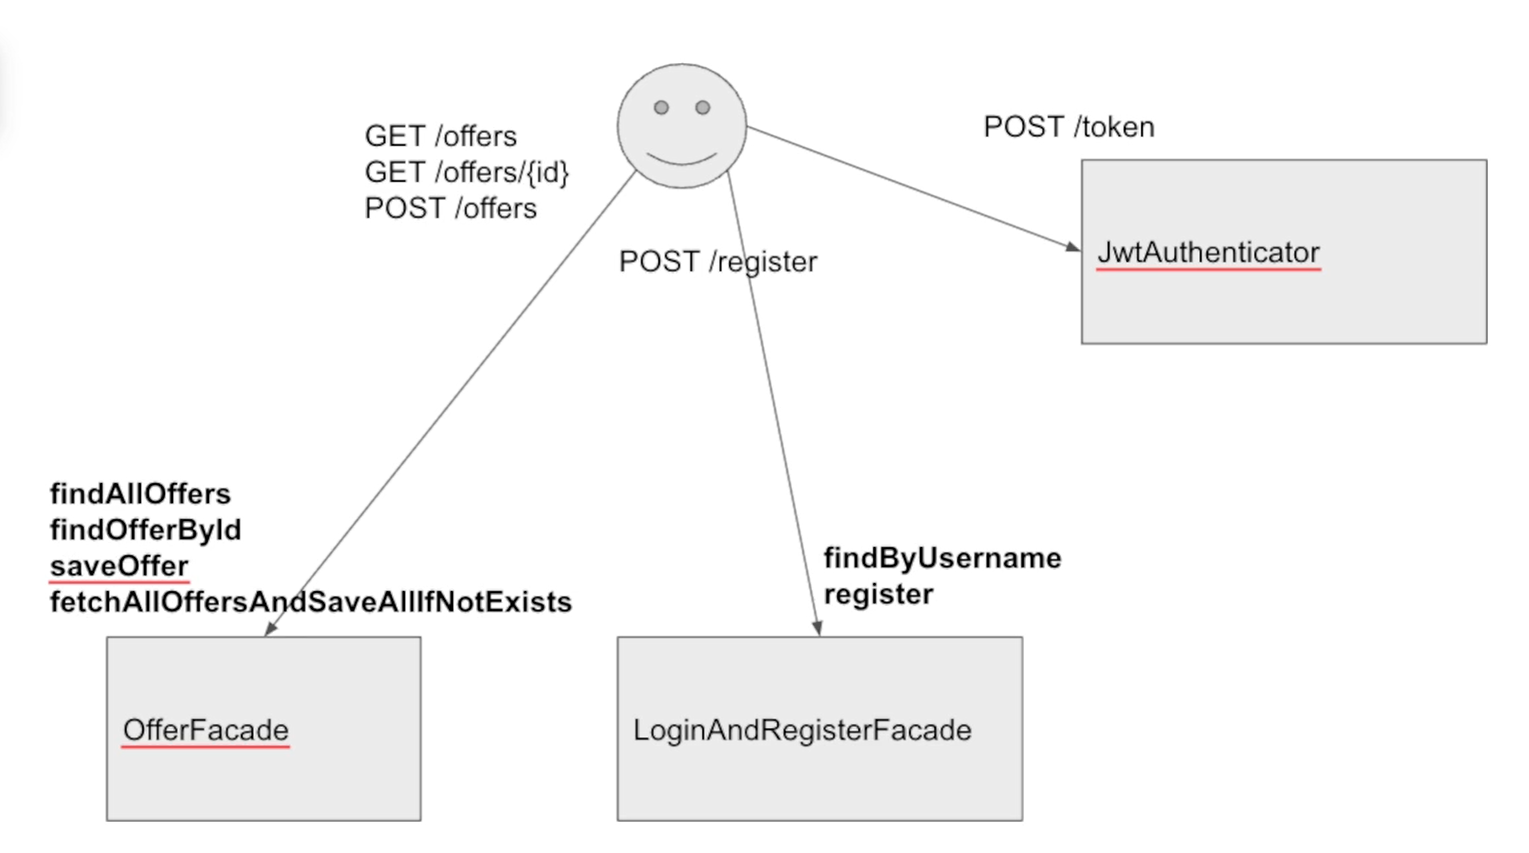 GET /offers
GET /offers/{id}
POST /offers
POST /token
JwtAuthenticator
POST /register
findAllOffers
findOfferById
saveOffer
fetchAllOffersAndSaveAllIfNotExists
OfferFacade
findByUsername
register
LoginAndRegisterFacade